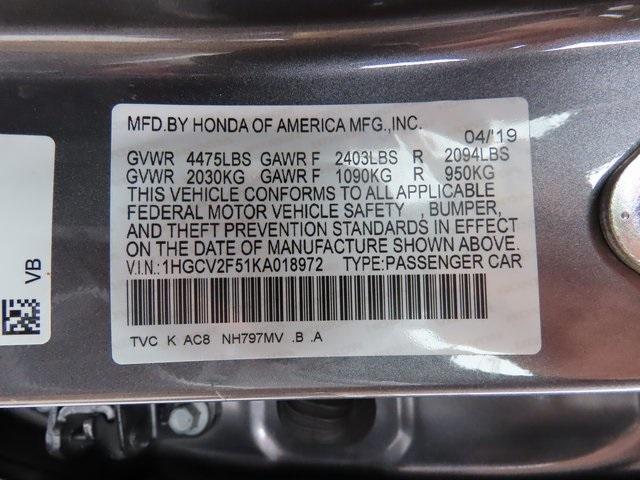 MFD.BY HONDA OF AMERICA MFG.,INC. 04/'19
GVWR 4475LBS GAWR F 2403LBS R 2094LBS
GVWR 2030KG GAWR F 1090KG R 950KG
THIS VEHICLE CONFORMS TO ALL APPLICABLE
FEDERAL MOTOR VEHICLE SAFETY , BUMPER,
AND THEFT PREVENTION STANDARDS IN EFFECT
ON THE DATE OF MANUFACTURE SHOWN ABOVE.
V.I.N.:1HGCV2F51KA018972 TYPE:PASSENGER CAR
TVC K AC8 NH797MV .B .A
VB